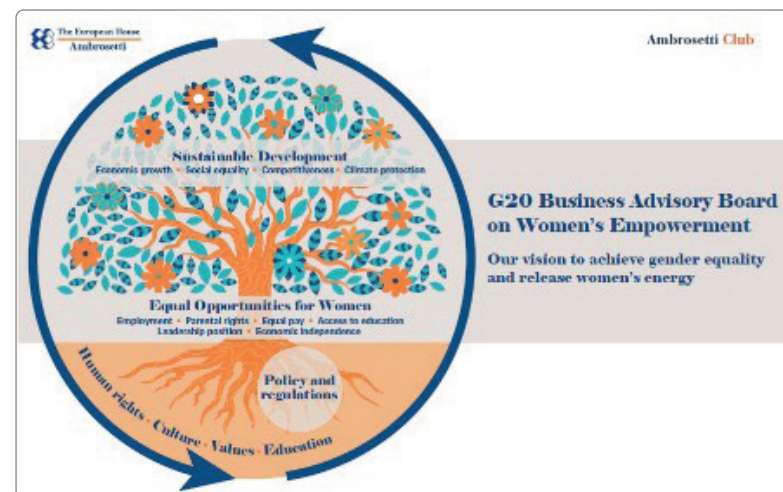 The European House
Ambrosetti
Ambrosetti Club
Sustainable Development
Economic growth • Social equality • Competitiveness • Climate protection
G20 Business Advisory Board
on Women's Empowerment
Our vision to achieve gender equality
and release women's energy
Equal Opportunities for Women
Employment • Parental rights • Equal pay • Access to education
Leadership position • Economic independence
Policy and
regulations
Human rights • Culture • Values • Education